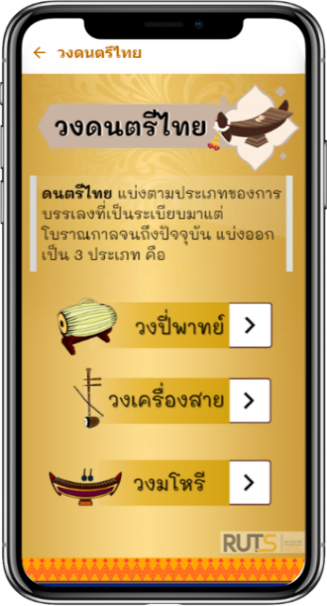 ← วงดนตรีไทย
วงดนตรีไทย
ดนตรีไทย แบ่งตามประเภทของการ
บรรเลงที่เป็นระเบียบมาแต่
โบราณกาลจนถึงปัจจุบัน แบ่งออก
เป็น 3 ประเภท คือ
วงปี่พาทย์
วงเครื่องสาย
วงมโหรี
RUTS